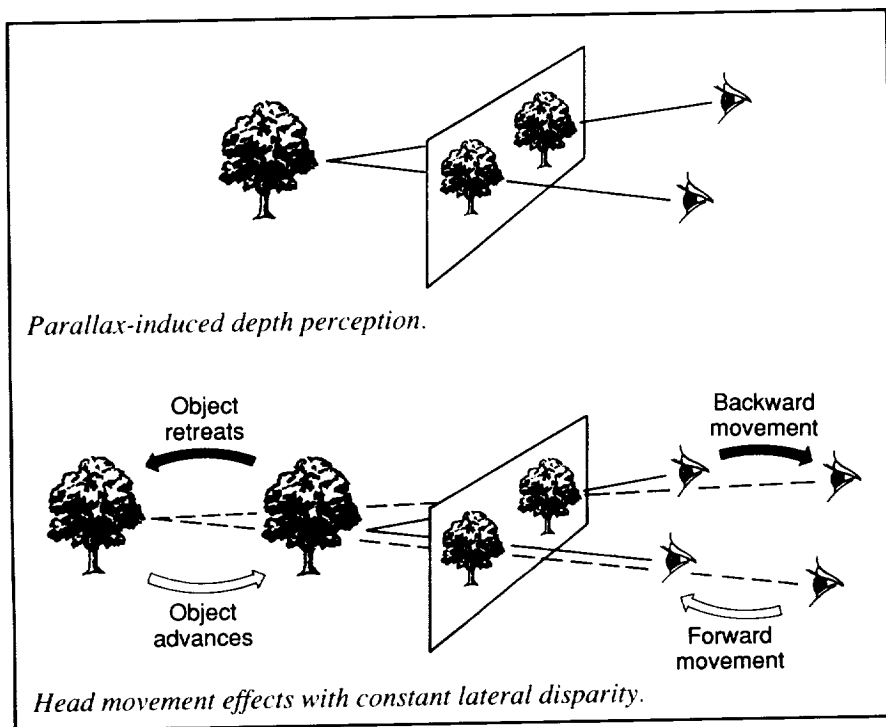 Parallax-induced depth perception.
Object
retreats
Backward
movement
Object
advances
Forward
movement
Head movement effects with constant lateral disparity.